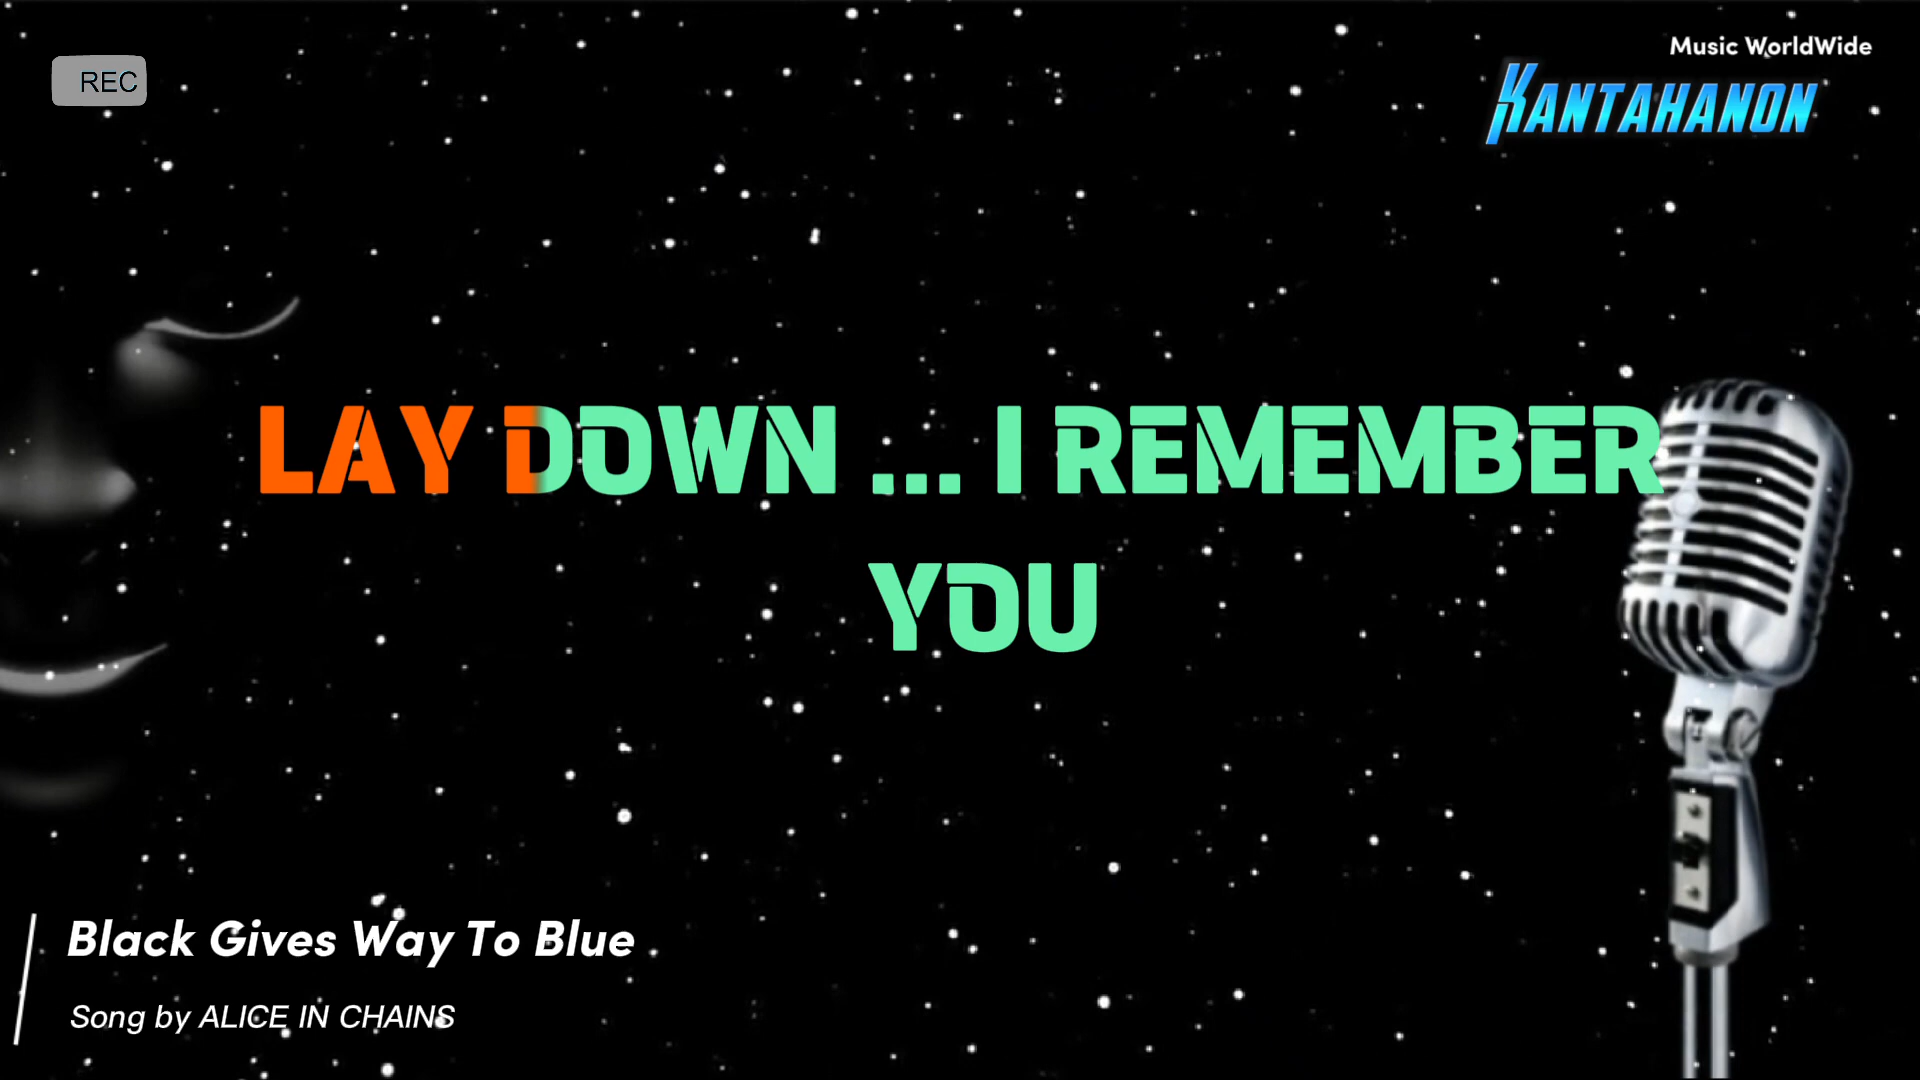 REC
Music WorldWide
KANTAHANON
LAY DOWN ... I REMEMBER
YOU
Black Gives Way To Blue
Song by ALICE IN CHAINS